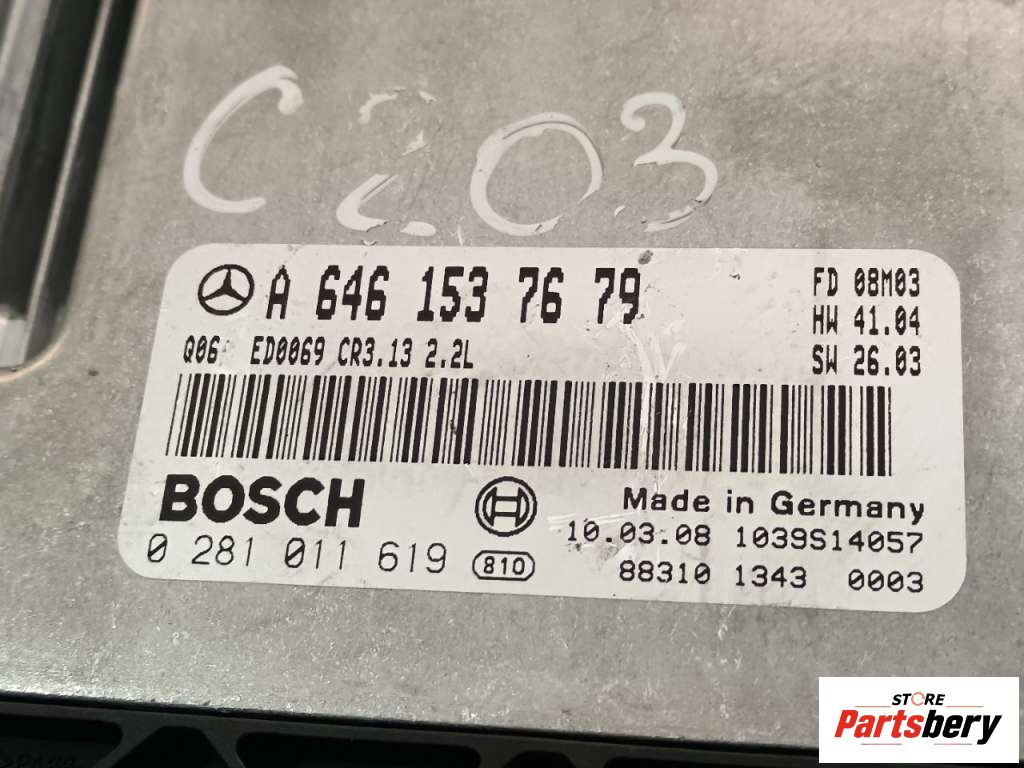 C203
A 646 153 76 79
FD 08M03
HW 41.04
Q06 ED0069 CR3.13 2.2L
SW 26.03
BOSCH
Made in Germany
10.03.08 1039S14057
0 281 011 619 810
88310 1343 0003
STORE
Partsbery